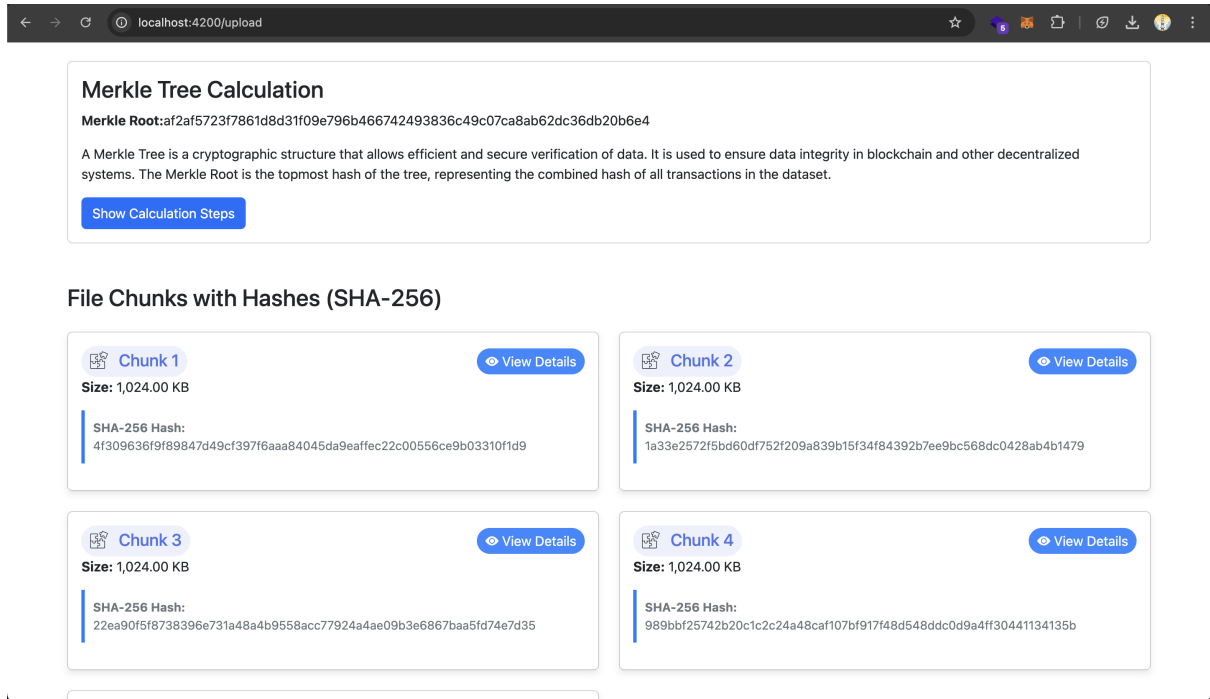 localhost:4200/upload
5
Merkle Tree Calculation
Merkle Root:af2af5723f7861d8d31f09e796b466742493836c49c07ca8ab62dc36db20b6e4
A Merkle Tree is a cryptographic structure that allows efficient and secure verification of data. It is used to ensure data integrity in blockchain and other decentralized
systems. The Merkle Root is the topmost hash of the tree, representing the combined hash of all transactions in the dataset.
Show Calculation Steps
File Chunks with Hashes (SHA-256)
Chunk 1
View Details
Size: 1,024.00 KB
SHA-256 Hash:
4f309636f9f89847d49cf397f6aaa84045da9eaffec22c00556ce9b03310f1d9
Chunk 2
View Details
Size: 1,024.00 KB
SHA-256 Hash:
1a33e2572f5bd60df752f209a839b15f34f84392b7ee9bc568dc0428ab4b1479
Chunk 3
View Details
Size: 1,024.00 KB
SHA-256 Hash:
22ea90f5f8738396e731a48a4b9558acc77924a4ae09b3e6867baa5fd74e7d35
Chunk 4
View Details
Size: 1,024.00 KB
SHA-256 Hash:
989bbf25742b20c1c2c24a48caf107bf917f48d548ddc0d9a4ff30441134135b